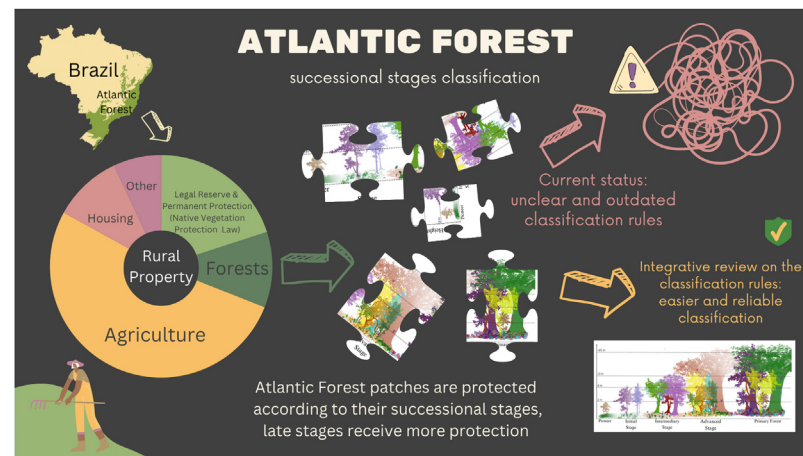 ATLANTIC FOREST
successional stages classification
Brazil
Atlantic
Forest
Other
Housing
Legal Reserve &
Permanent Protection
(Native Vegetation
Protection Law)
Rural
Property
Forests
Agriculture
Current status:
unclear and outdated
classification rules
Integrative review on the
classification rules:
easier and reliable
classification
Stage
Atlantic Forest patches are protected
according to their successional stages,
late stages receive more protection
Pioneer
Initial
Stage
Intermediary
Stage
Advanced
Stage
Primary Forest